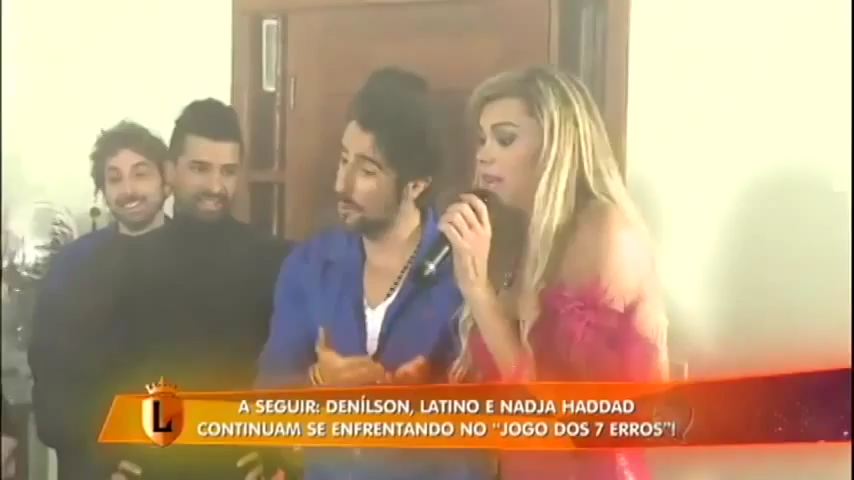 L
A SEGUIR: DENÍLSON, LATINO E NADJA HADDAD
CONTINUAM SE ENFRENTANDO NO "JOGO DOS 7 ERROS"!